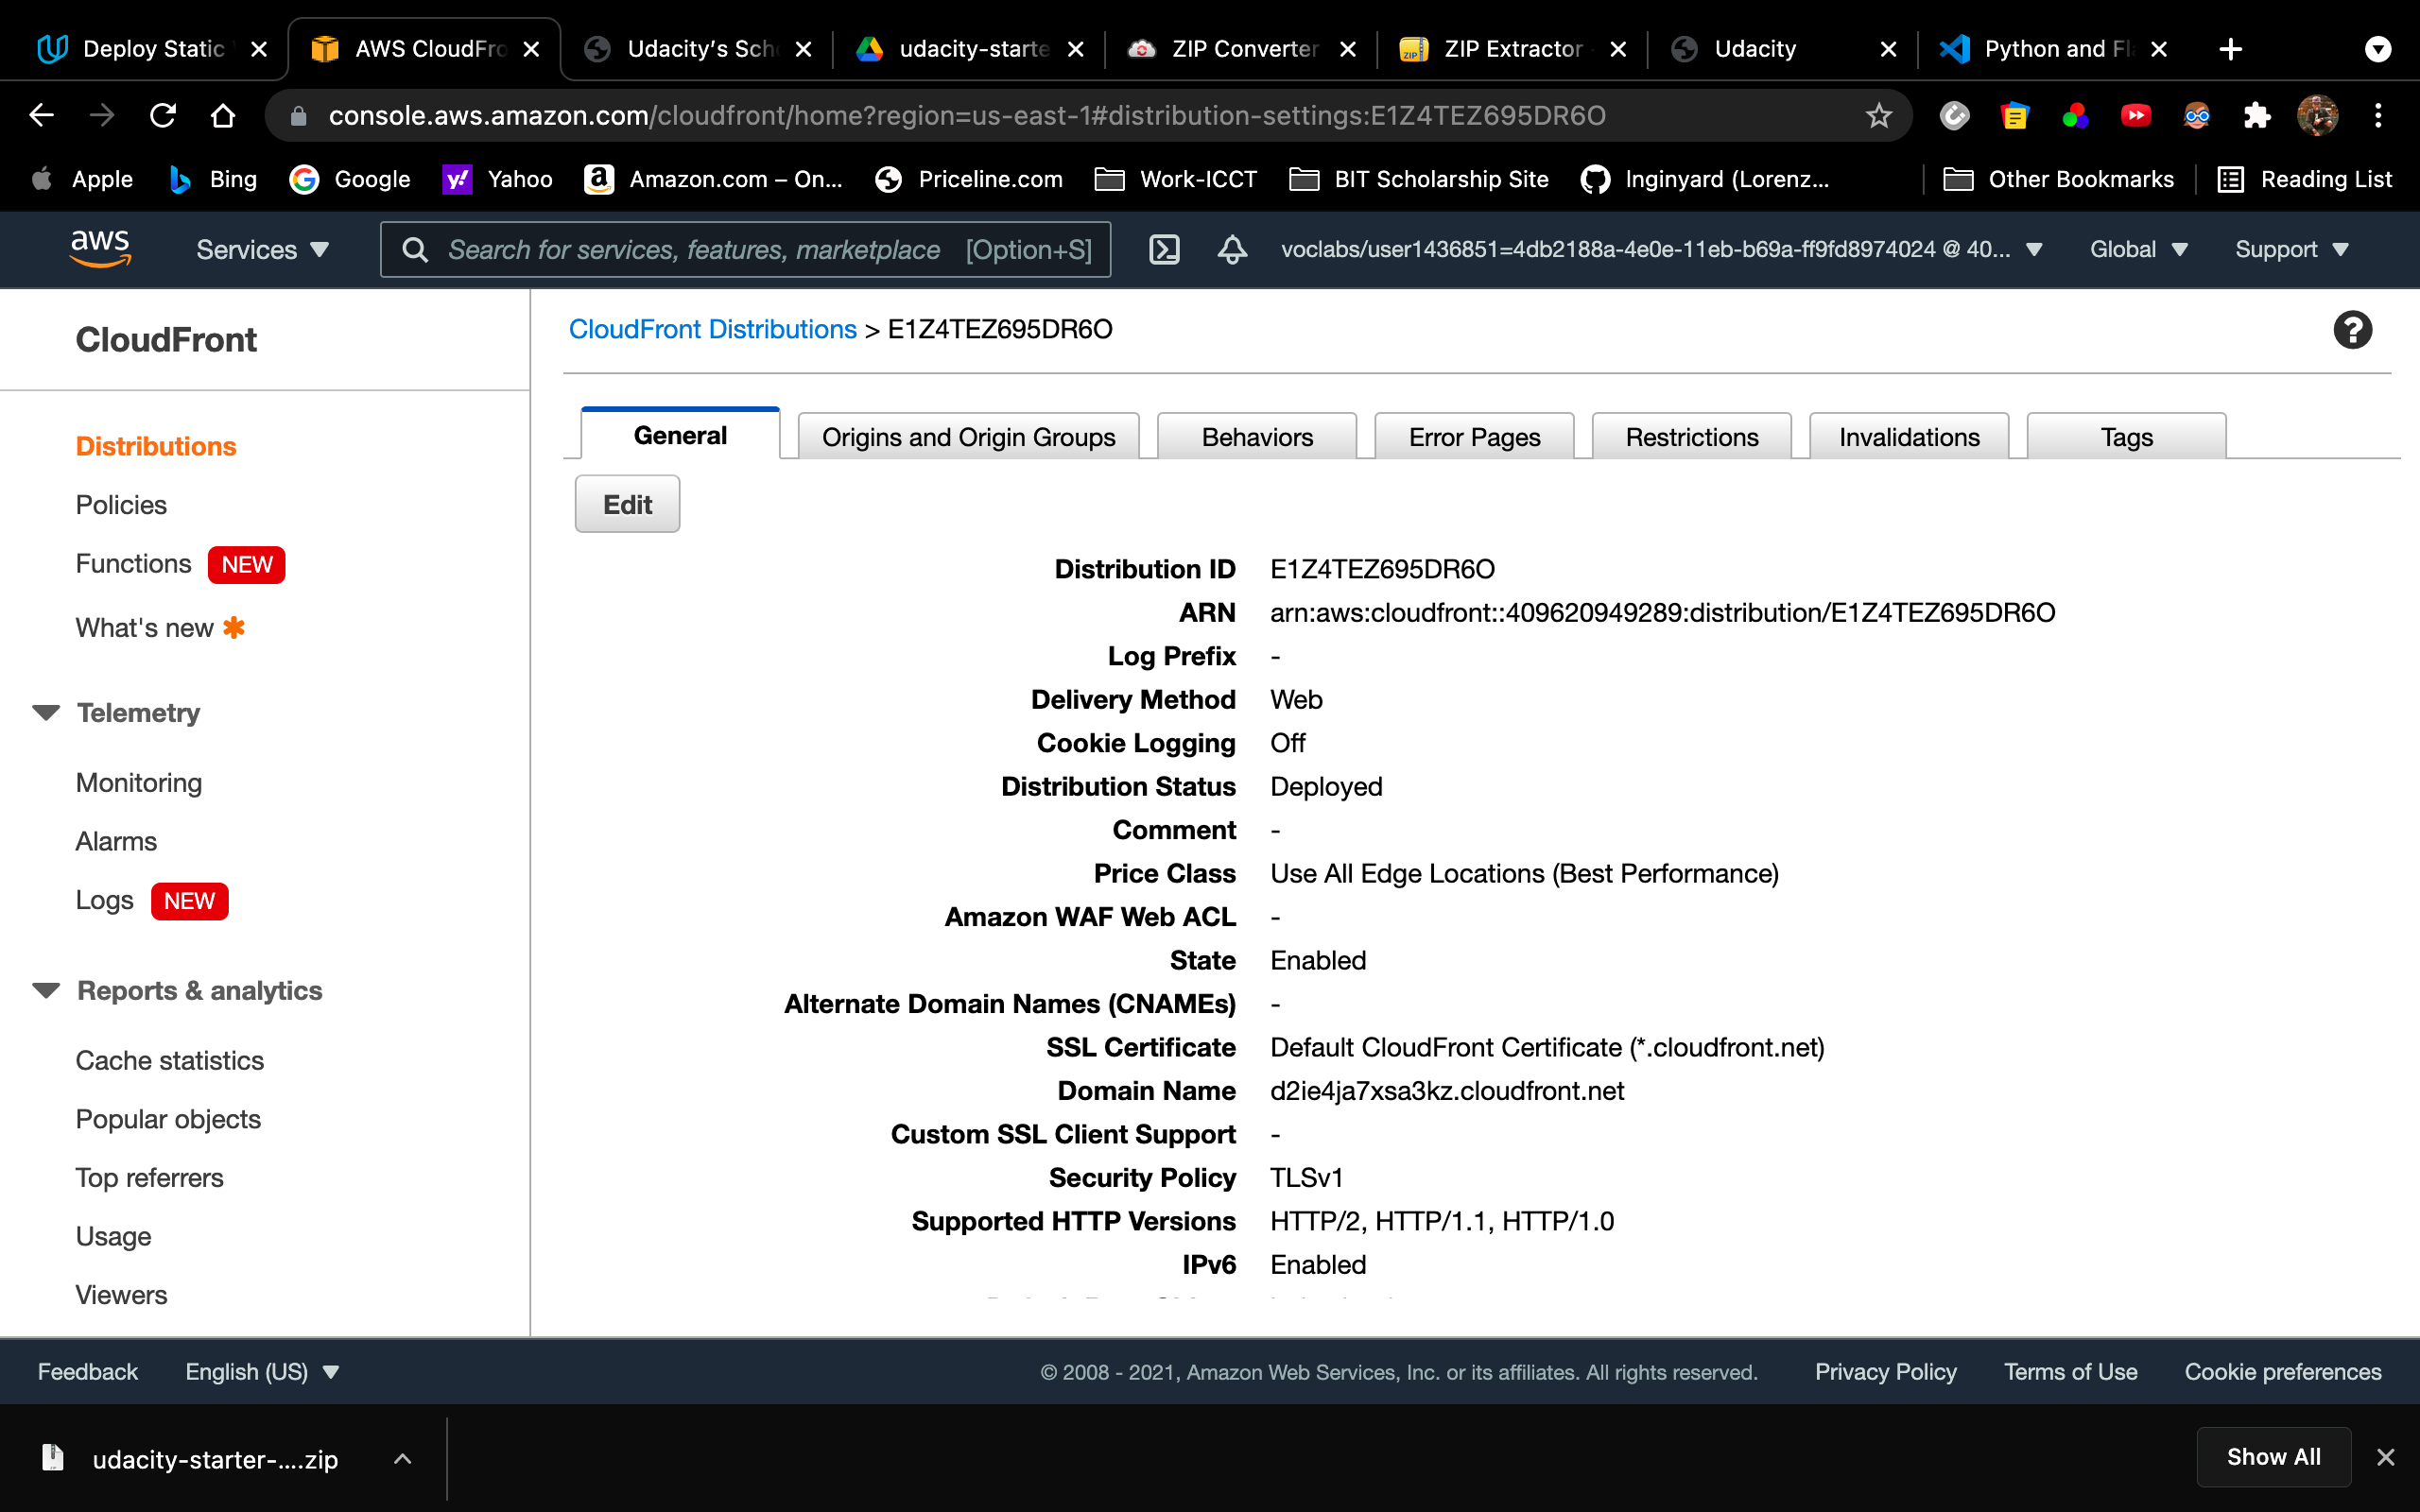 Deploy Static
AWS CloudFro
Udacity's Sch
udacity-starte
ZIP Converter
ZIP Extractor
Udacity
Python and Fl
console.aws.amazon.com/cloudfront/home?region=us-east-1#distribution-settings:E1Z4TEZ695DR6O
Apple
Bing
Google
Yahoo
Amazon.com – On...
Priceline.com
Work-ICCT
BIT Scholarship Site
Inginyard (Lorenz...
Other Bookmarks
Reading List
aws
Services
Search for services, features, marketplace [Option+S]
voclabs/user1436851=4db2188a-4e0e-11eb-b69a-ff9fd8974024 @ 40...
Global
Support
CloudFront
Distributions
Policies
Functions NEW
What's new
Telemetry
Monitoring
Alarms
Logs NEW
Reports & analytics
Cache statistics
Popular objects
Top referrers
Usage
Viewers
CloudFront Distributions > E1Z4TEZ695DR6O
General
Origins and Origin Groups
Behaviors
Error Pages
Restrictions
Invalidations
Tags
Edit
Distribution ID E1Z4TEZ695DR6O
ARN arn:aws:cloudfront::409620949289:distribution/E1Z4TEZ695DR6O
Log Prefix -
Delivery Method Web
Cookie Logging Off
Distribution Status Deployed
Comment -
Price Class Use All Edge Locations (Best Performance)
Amazon WAF Web ACL -
State Enabled
Alternate Domain Names (CNAMEs) -
SSL Certificate Default CloudFront Certificate (*.cloudfront.net)
Domain Name d2ie4ja7xsa3kz.cloudfront.net
Custom SSL Client Support -
Security Policy TLSv1
Supported HTTP Versions HTTP/2, HTTP/1.1, HTTP/1.0
IPv6 Enabled
Feedback
English (US)
© 2008 - 2021, Amazon Web Services, Inc. or its affiliates. All rights reserved.
Privacy Policy
Terms of Use
Cookie preferences
udacity-starter-....zip
Show All